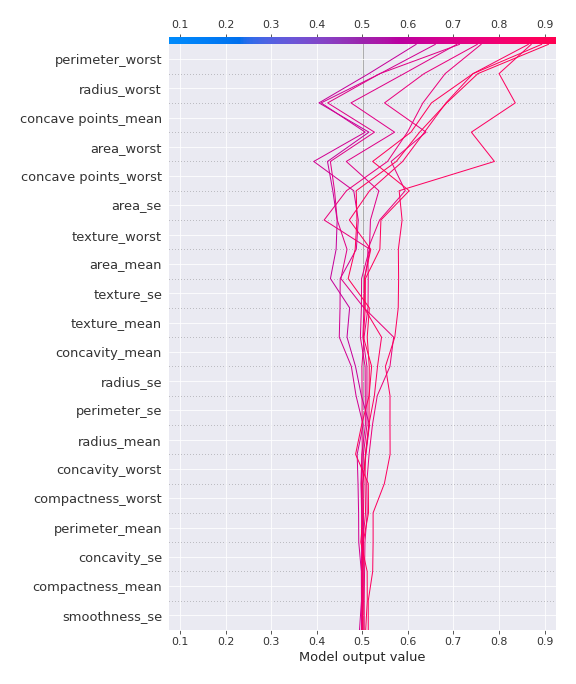 0.1 0.2 0.3 0.4 0.5 0.6 0.7 0.8 0.9
perimeter_worst
radius_worst
concave points_mean
area_worst
concave points_worst
area_se
texture_worst
area_mean
texture_se
texture_mean
concavity_mean
radius_se
perimeter_se
radius_mean
concavity_worst
compactness_worst
perimeter_mean
concavity_se
compactness_mean
smoothness_se
0.1 0.2 0.3 0.4 0.5 0.6 0.7 0.8 0.9
Model output value